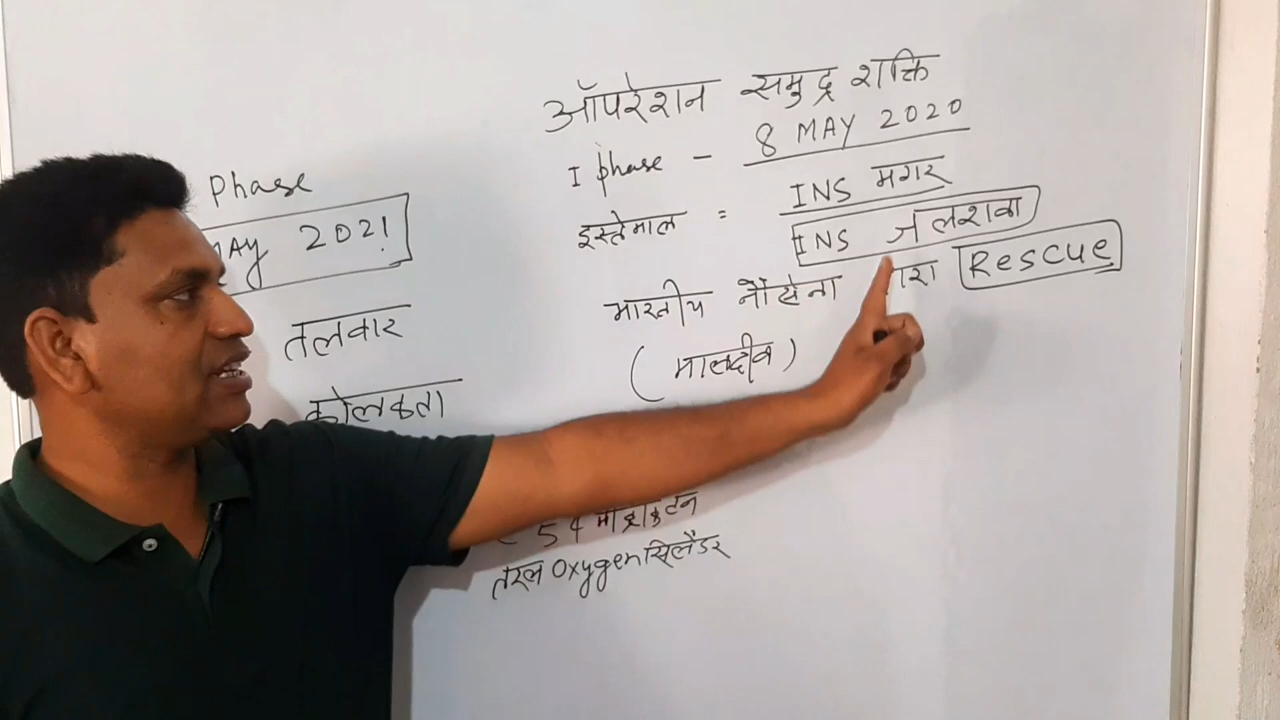 Phase
MAY 2021
तलवार
कोलकता
ऑपरेशन समुद्र शक्ति
I phase - 8 MAY 2020
इस्तेमाल = INS मगर
INS जलशवा
भारतीय नौसेना Rescue
(मालदीव)
54 टन
तरल Oxygen सिलैंडर